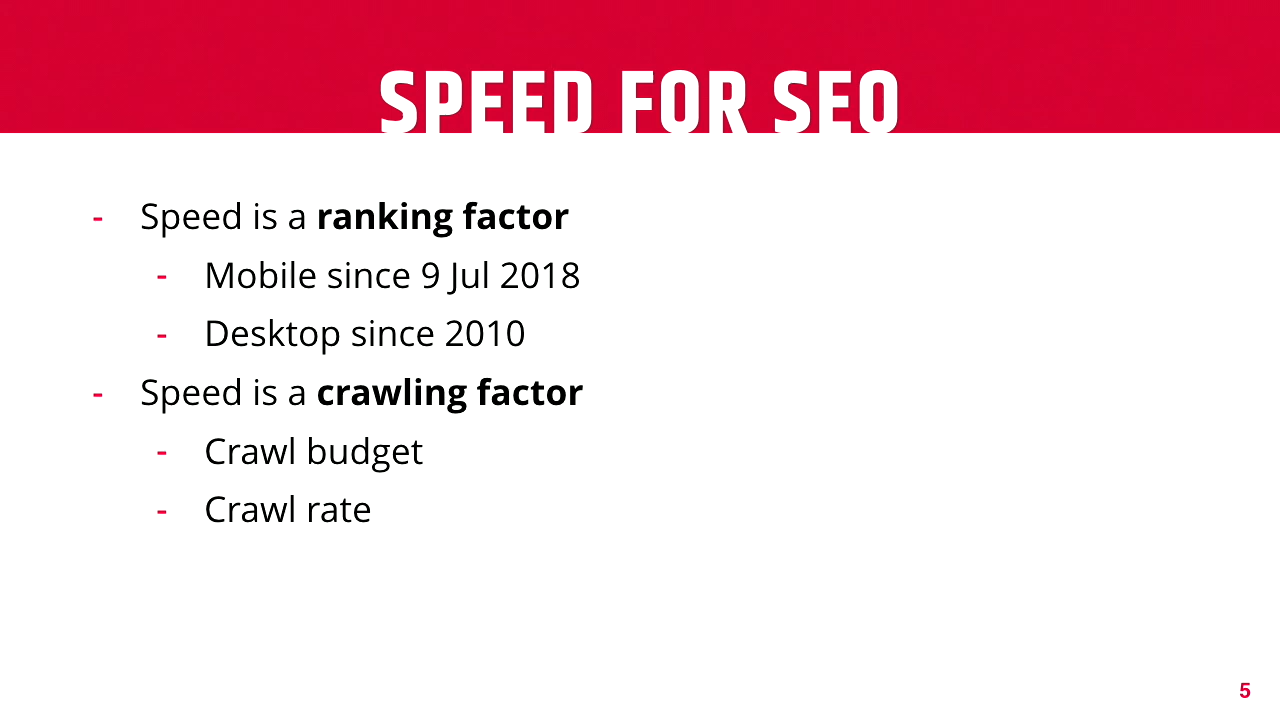 SPEED FOR SEO
- Speed is a ranking factor
- Mobile since 9 Jul 2018
- Desktop since 2010
- Speed is a crawling factor
- Crawl budget
- Crawl rate
5